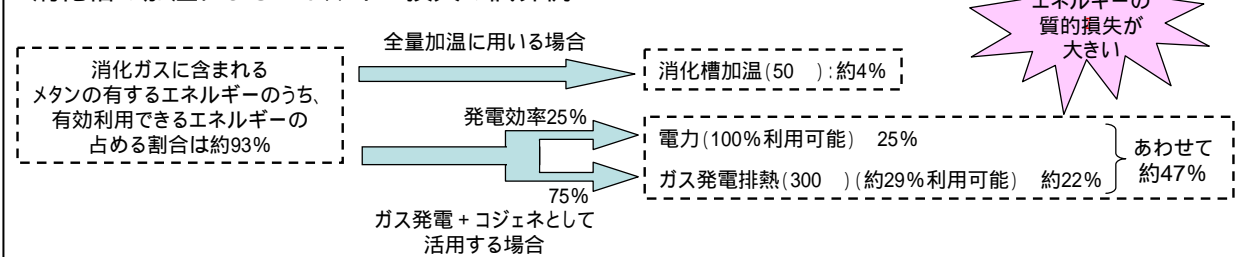 エネルギーの
質的損失が
大きい
全量加温に用いる場合
消化ガスに含まれる
メタンの有するエネルギーのうち、
有効利用できるエネルギーの
占める割合は約93%
消化槽加温(50　):約4%
発電効率25%
電力(100%利用可能)　25%
ガス発電排熱(300　)(約29%利用可能)　約22%
あわせて
約47%
75%
ガス発電+コジェネとして
活用する場合